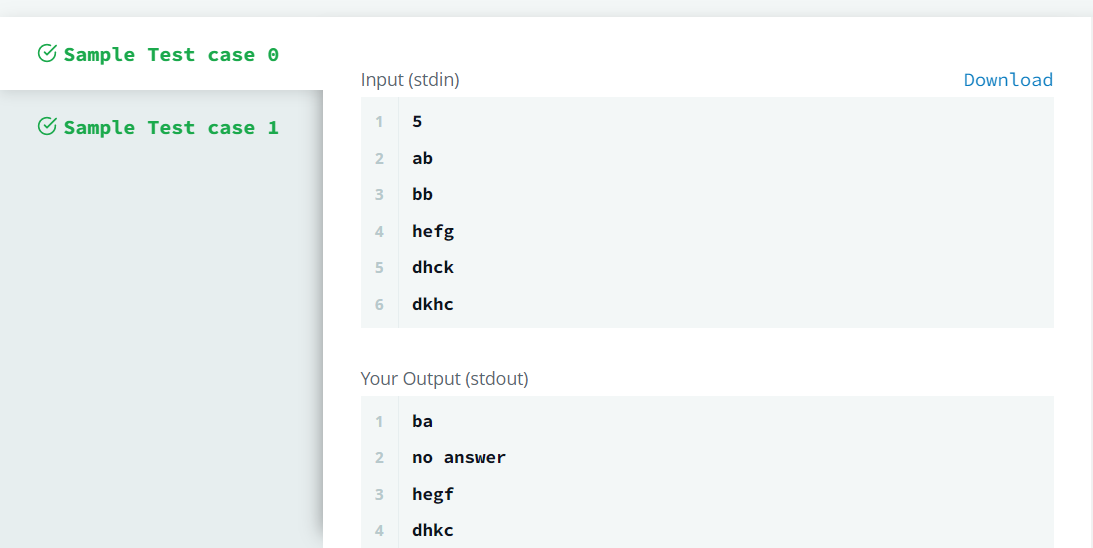 Sample Test case 0
Sample Test case 1
Input (stdin)
Download
1 5
2 ab
3 bb
4 hefg
5 dhck
6 dkhc
Your Output (stdout)
1 ba
2 no answer
3 hegf
4 dhkc